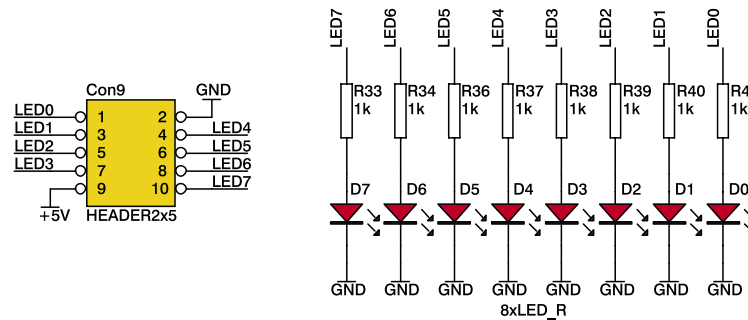 Con9
GND
LED0 1 2
LED1 3 4 LED4
LED2 5 6 LED5
LED3 7 8 LED6
9 10 LED7
+5V
HEADER2x5
LED7 LED6 LED5 LED4 LED3 LED2 LED1 LED0
R33 R34 R36 R37 R38 R39 R40 R4
1k 1k 1k 1k 1k 1k 1k 1k
D7 D6 D5 D4 D3 D2 D1 D0
GND GND GND GND GND GND GND GND
8xLED_R